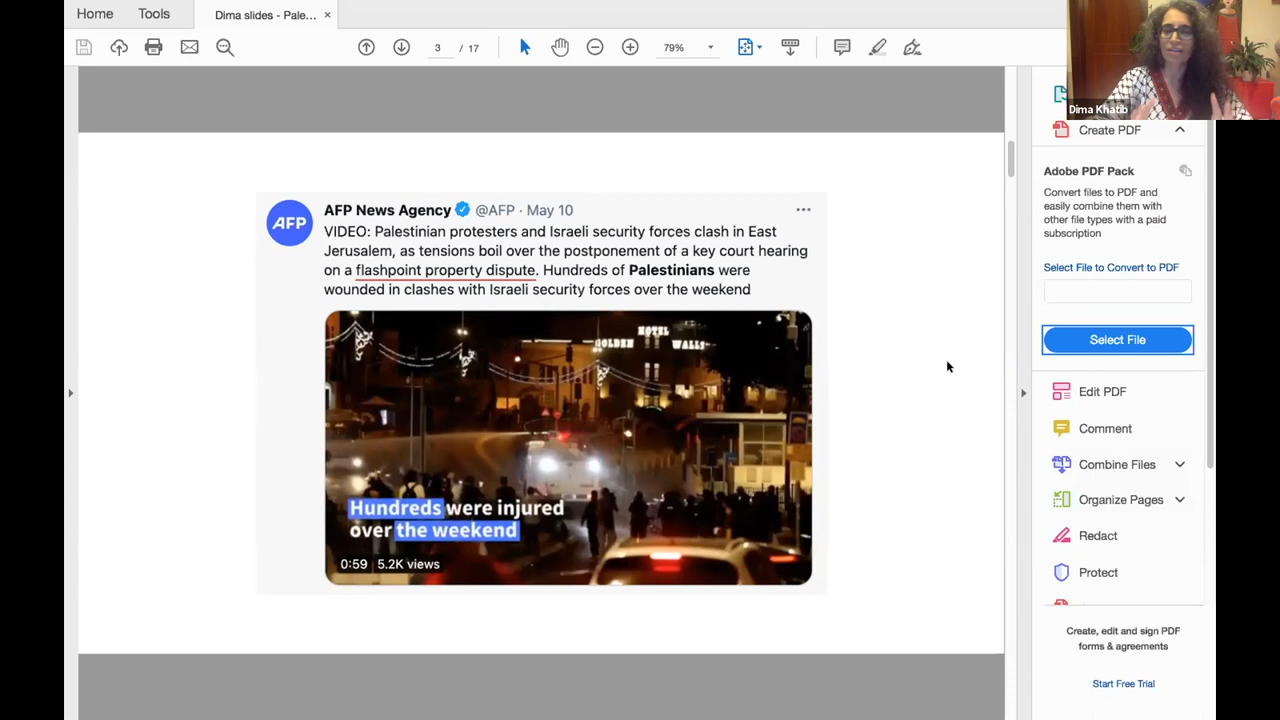 Home Tools Dima slides - Pale... ×
3 / 17 79%
Dima Khatib
Create PDF
Adobe PDF Pack
Convert files to PDF and
easily combine them with
other file types with a paid
subscription
Select File to Convert to PDF
Select File
Edit PDF
Comment
Combine Files
Organize Pages
Redact
Protect
Create, edit and sign PDF
forms & agreements
Start Free Trial
AFP
AFP News Agency @AFP · May 10 ...
VIDEO: Palestinian protesters and Israeli security forces clash in East
Jerusalem, as tensions boil over the postponement of a key court hearing
on a flashpoint property dispute. Hundreds of Palestinians were
wounded in clashes with Israeli security forces over the weekend
HOTEL
GOLDEN WALLS
Hundreds were injured
over the weekend
0:59 5.2K views